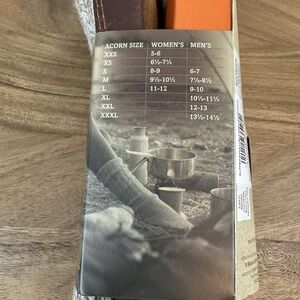 ACORN SIZE WOMEN'S MEN'S
XXS 5-6
XS 6½-7½
S 8-9 6-7
M 9½-10½ 7½-8½
L 11-12 9-10
XL 10½-11½
XXL 12-13
XXXL 13½-14½